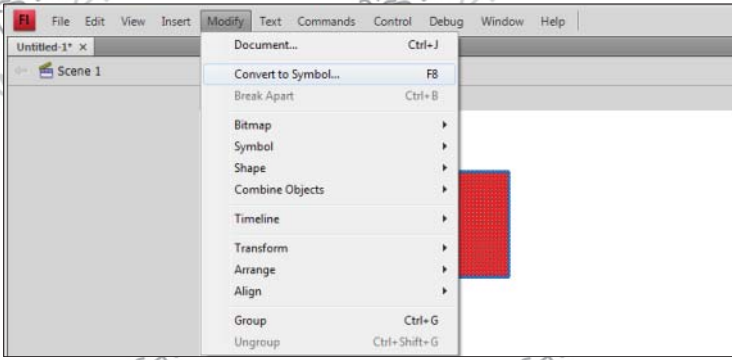 FL File Edit View Insert Modify Text Commands Control Debug Window Help
Untitled-1* ×
Scene 1
Document... Ctrl+J
Convert to Symbol... F8
Break Apart Ctrl+B
Bitmap
Symbol
Shape
Combine Objects
Timeline
Transform
Arrange
Align
Group Ctrl+G
Ungroup Ctrl+Shift+G